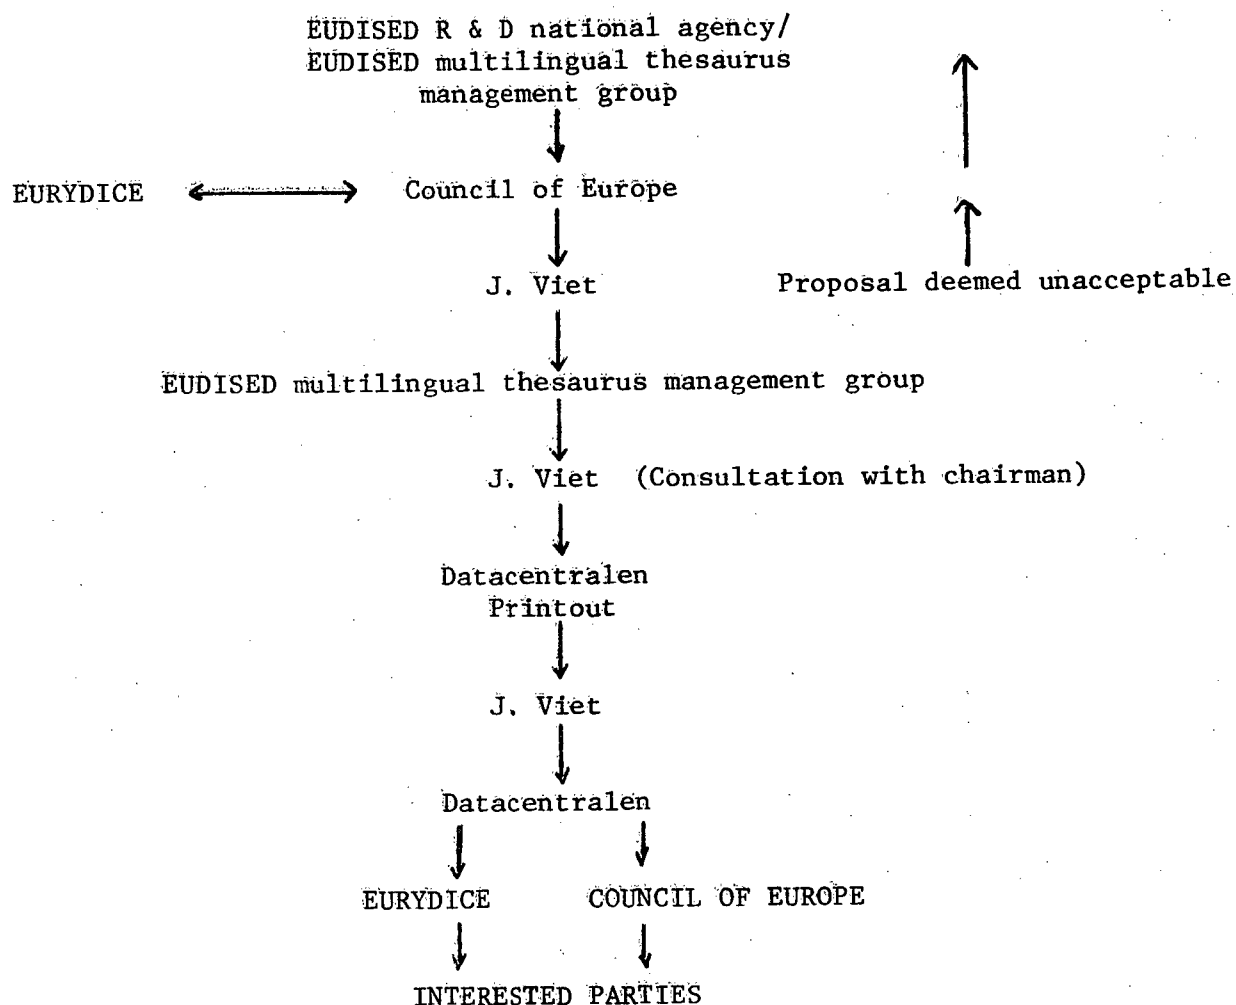 EUDISED R & D national agency/
EUDISED multilingual thesaurus
management group
EURYDICE
Council of Europe
J. Viet
Proposal deemed unacceptable
EUDISED multilingual thesaurus management group
J. Viet (Consultation with chairman)
Datacentralen
Printout
J. Viet
Datacentralen
EURYDICE
COUNCIL OF EUROPE
INTERESTED PARTIES